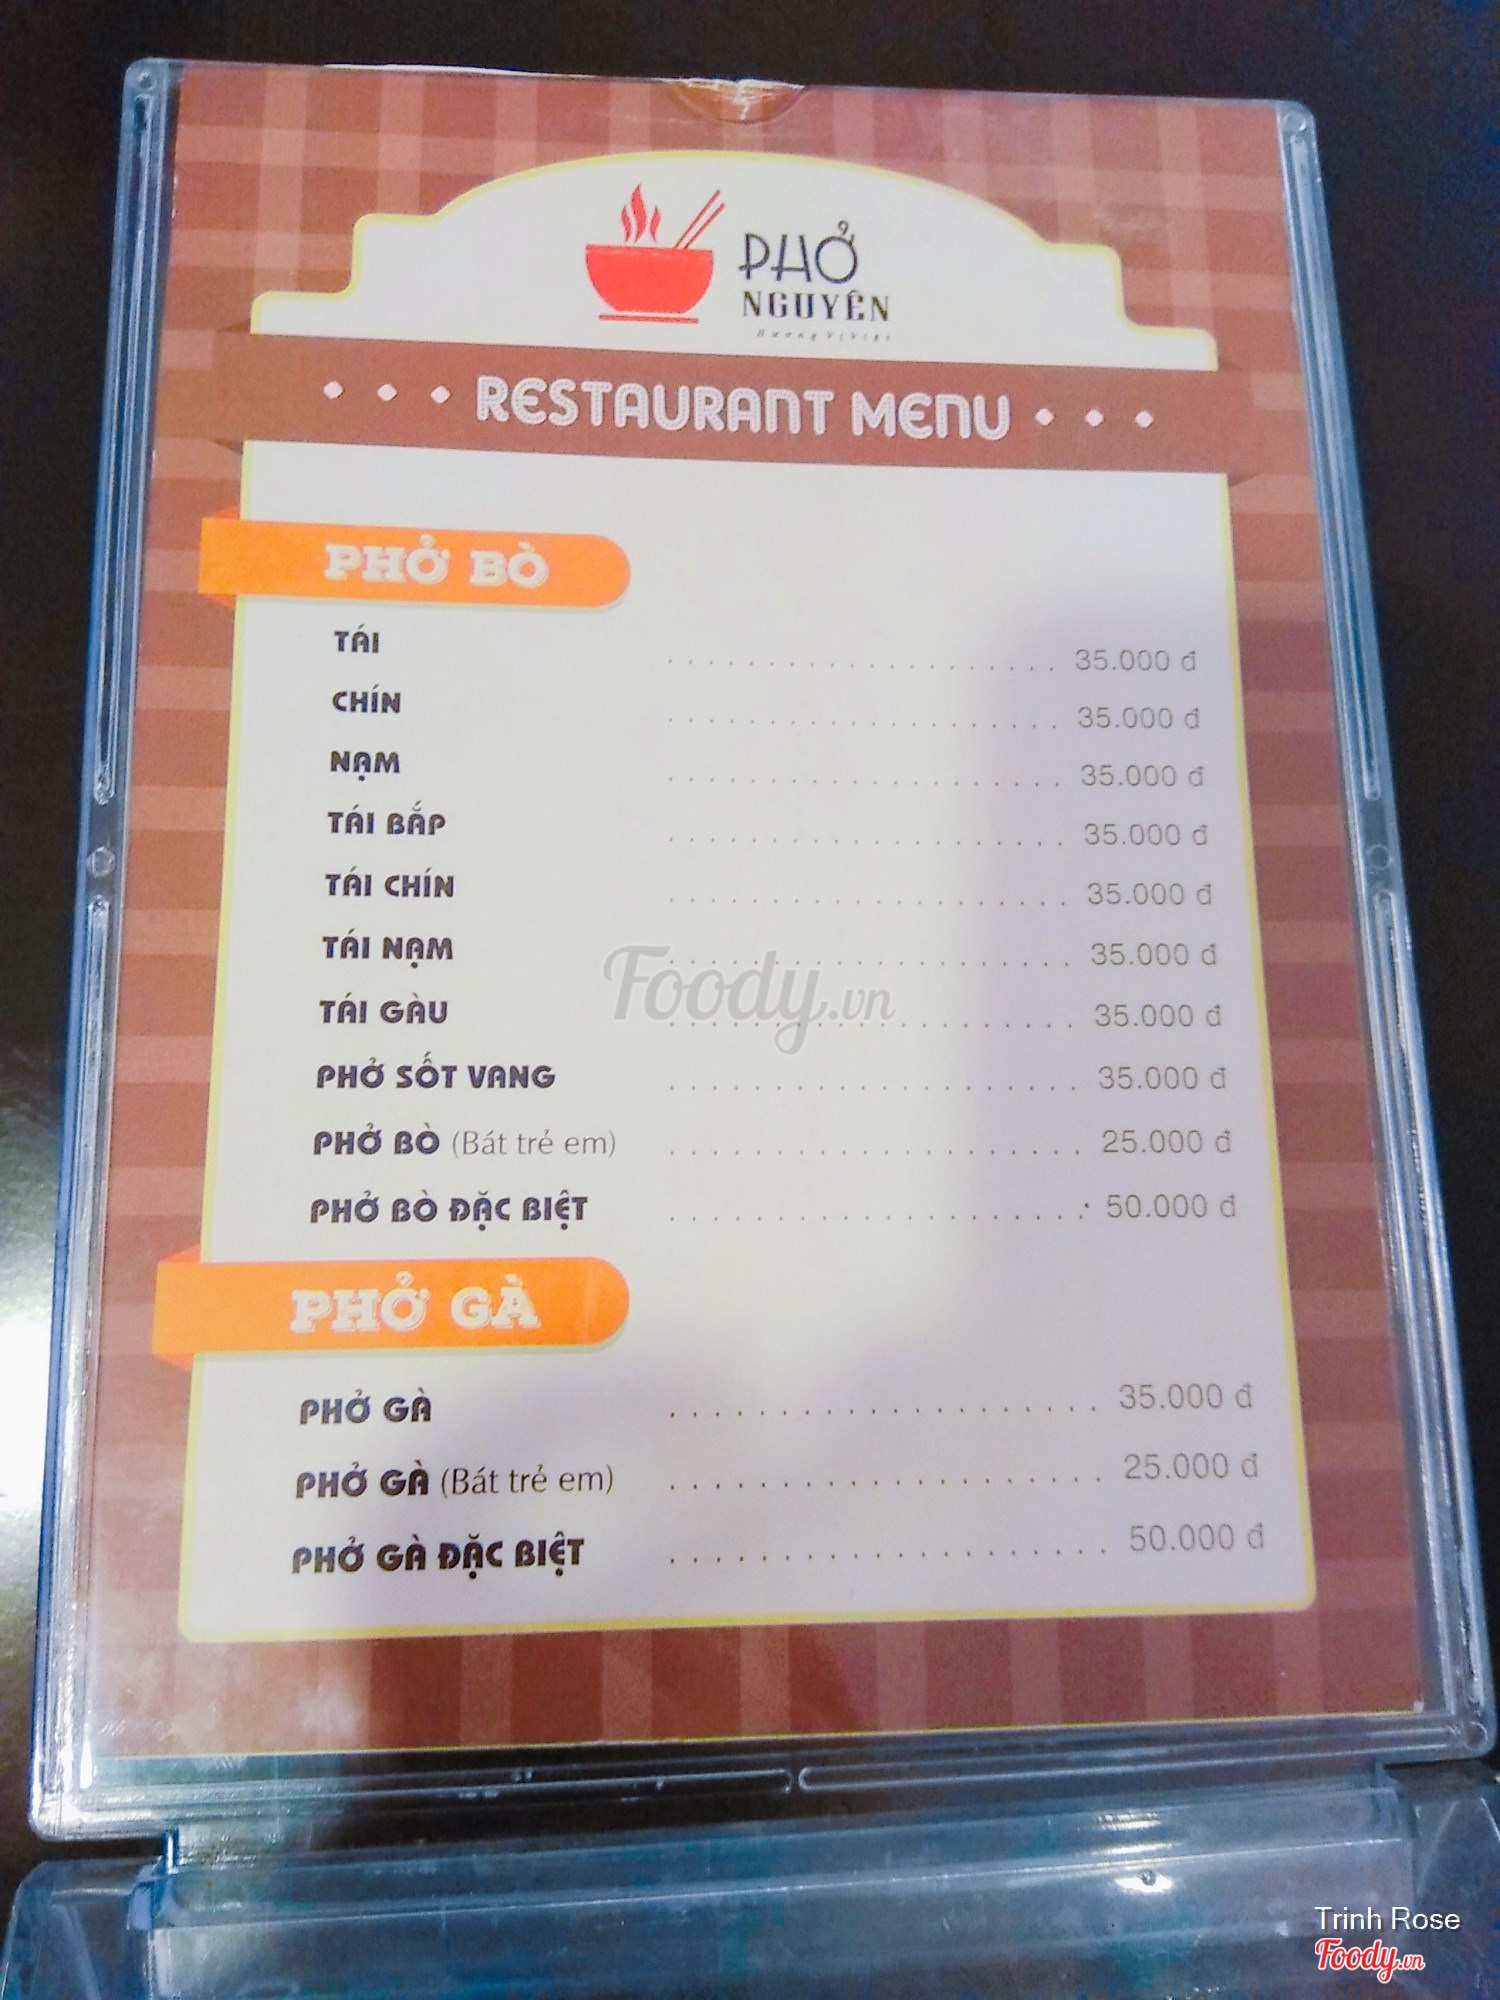 PHỞ
NGUYÊN
Hương Vị Việt
RESTAURANT MENU
PHỞ BÒ
TÁI 35.000 đ
CHÍN 35.000 đ
NẠM 35.000 đ
TÁI BẮP 35.000 đ
TÁI CHÍN 35.000 đ
TÁI NẠM 35.000 đ
TÁI GÀU 35.000 đ
PHỞ SỐT VANG 35.000 đ
PHỞ BÒ (Bát trẻ em) 25.000 đ
PHỞ BÒ ĐẶC BIỆT 50.000 đ
PHỞ GÀ
PHỞ GÀ 35.000 đ
PHỞ GÀ (Bát trẻ em) 25.000 đ
PHỞ GÀ ĐẶC BIỆT 50.000 đ
Foody.vn
Trinh Rose
Foody.vn